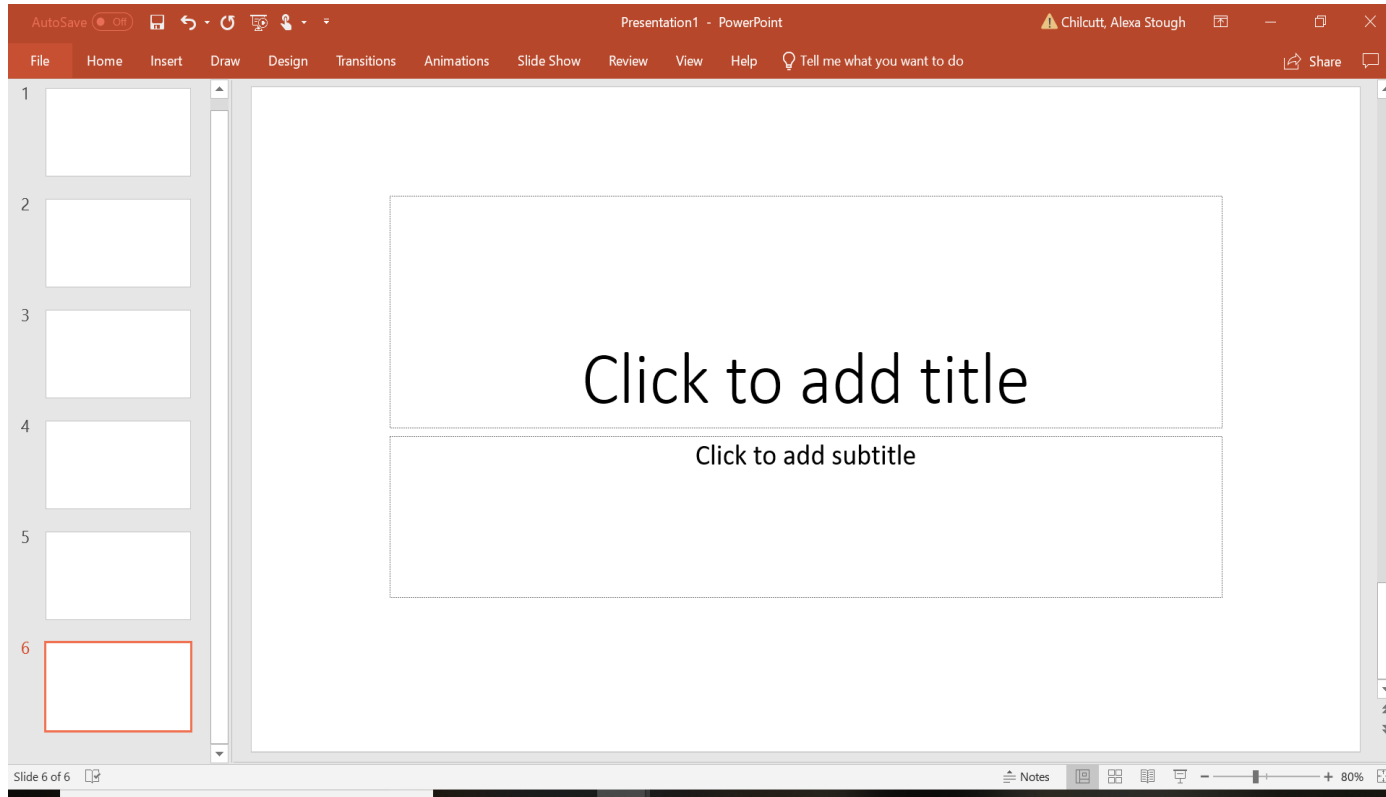 AutoSave Off Presentation1 - PowerPoint Chilcutt, Alexa Stough
File Home Insert Draw Design Transitions Animations Slide Show Review View Help Tell me what you want to do Share
1
2
3
4
5
6
Click to add title
Click to add subtitle
Slide 6 of 6 Notes 80%